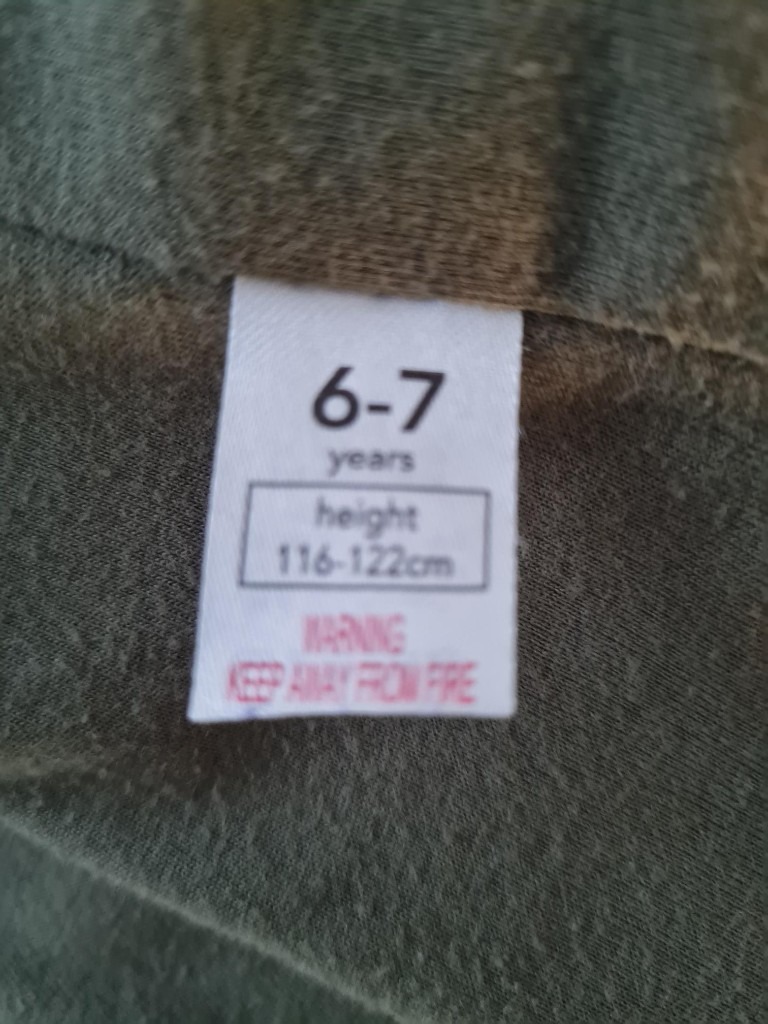 6-7
years
height
116-122cm
WARNING
KEEP AWAY FROM FIRE